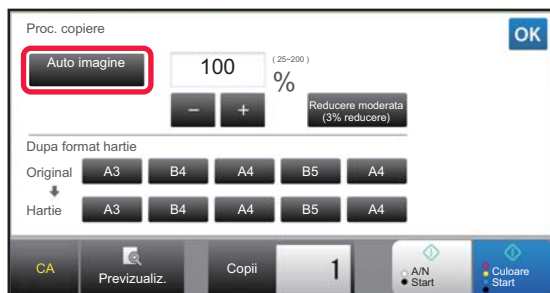 Proc. copiere
OK
Auto imagine
100
(25~200)
%
−
+
Reducere moderata
(3% reducere)
Dupa format hartie
Original
A3
B4
A4
B5
A4
Hartie
A3
B4
A4
B5
A4
CA
Previzualiz.
Copii
1
A/N
Start
Culoare
Start